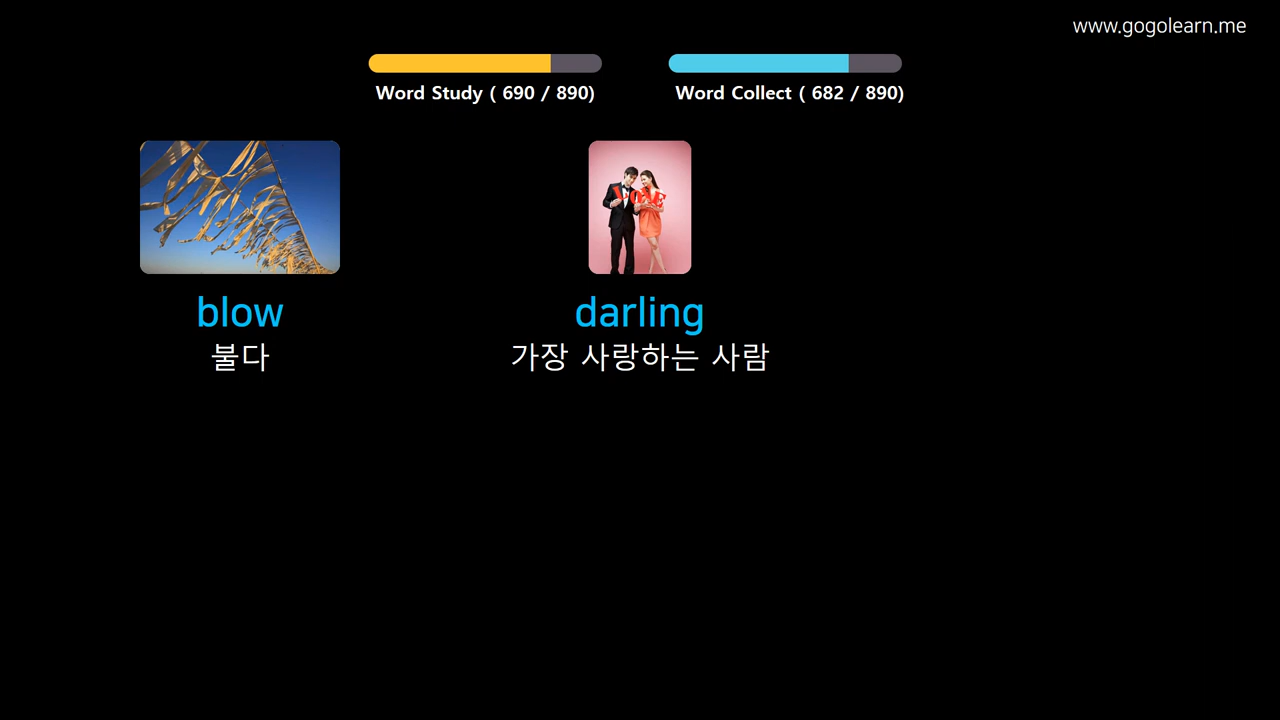 www.gogolearn.me
Word Study ( 690 / 890)
Word Collect ( 682 / 890)
LOVE
blow
불다
darling
가장 사랑하는 사람